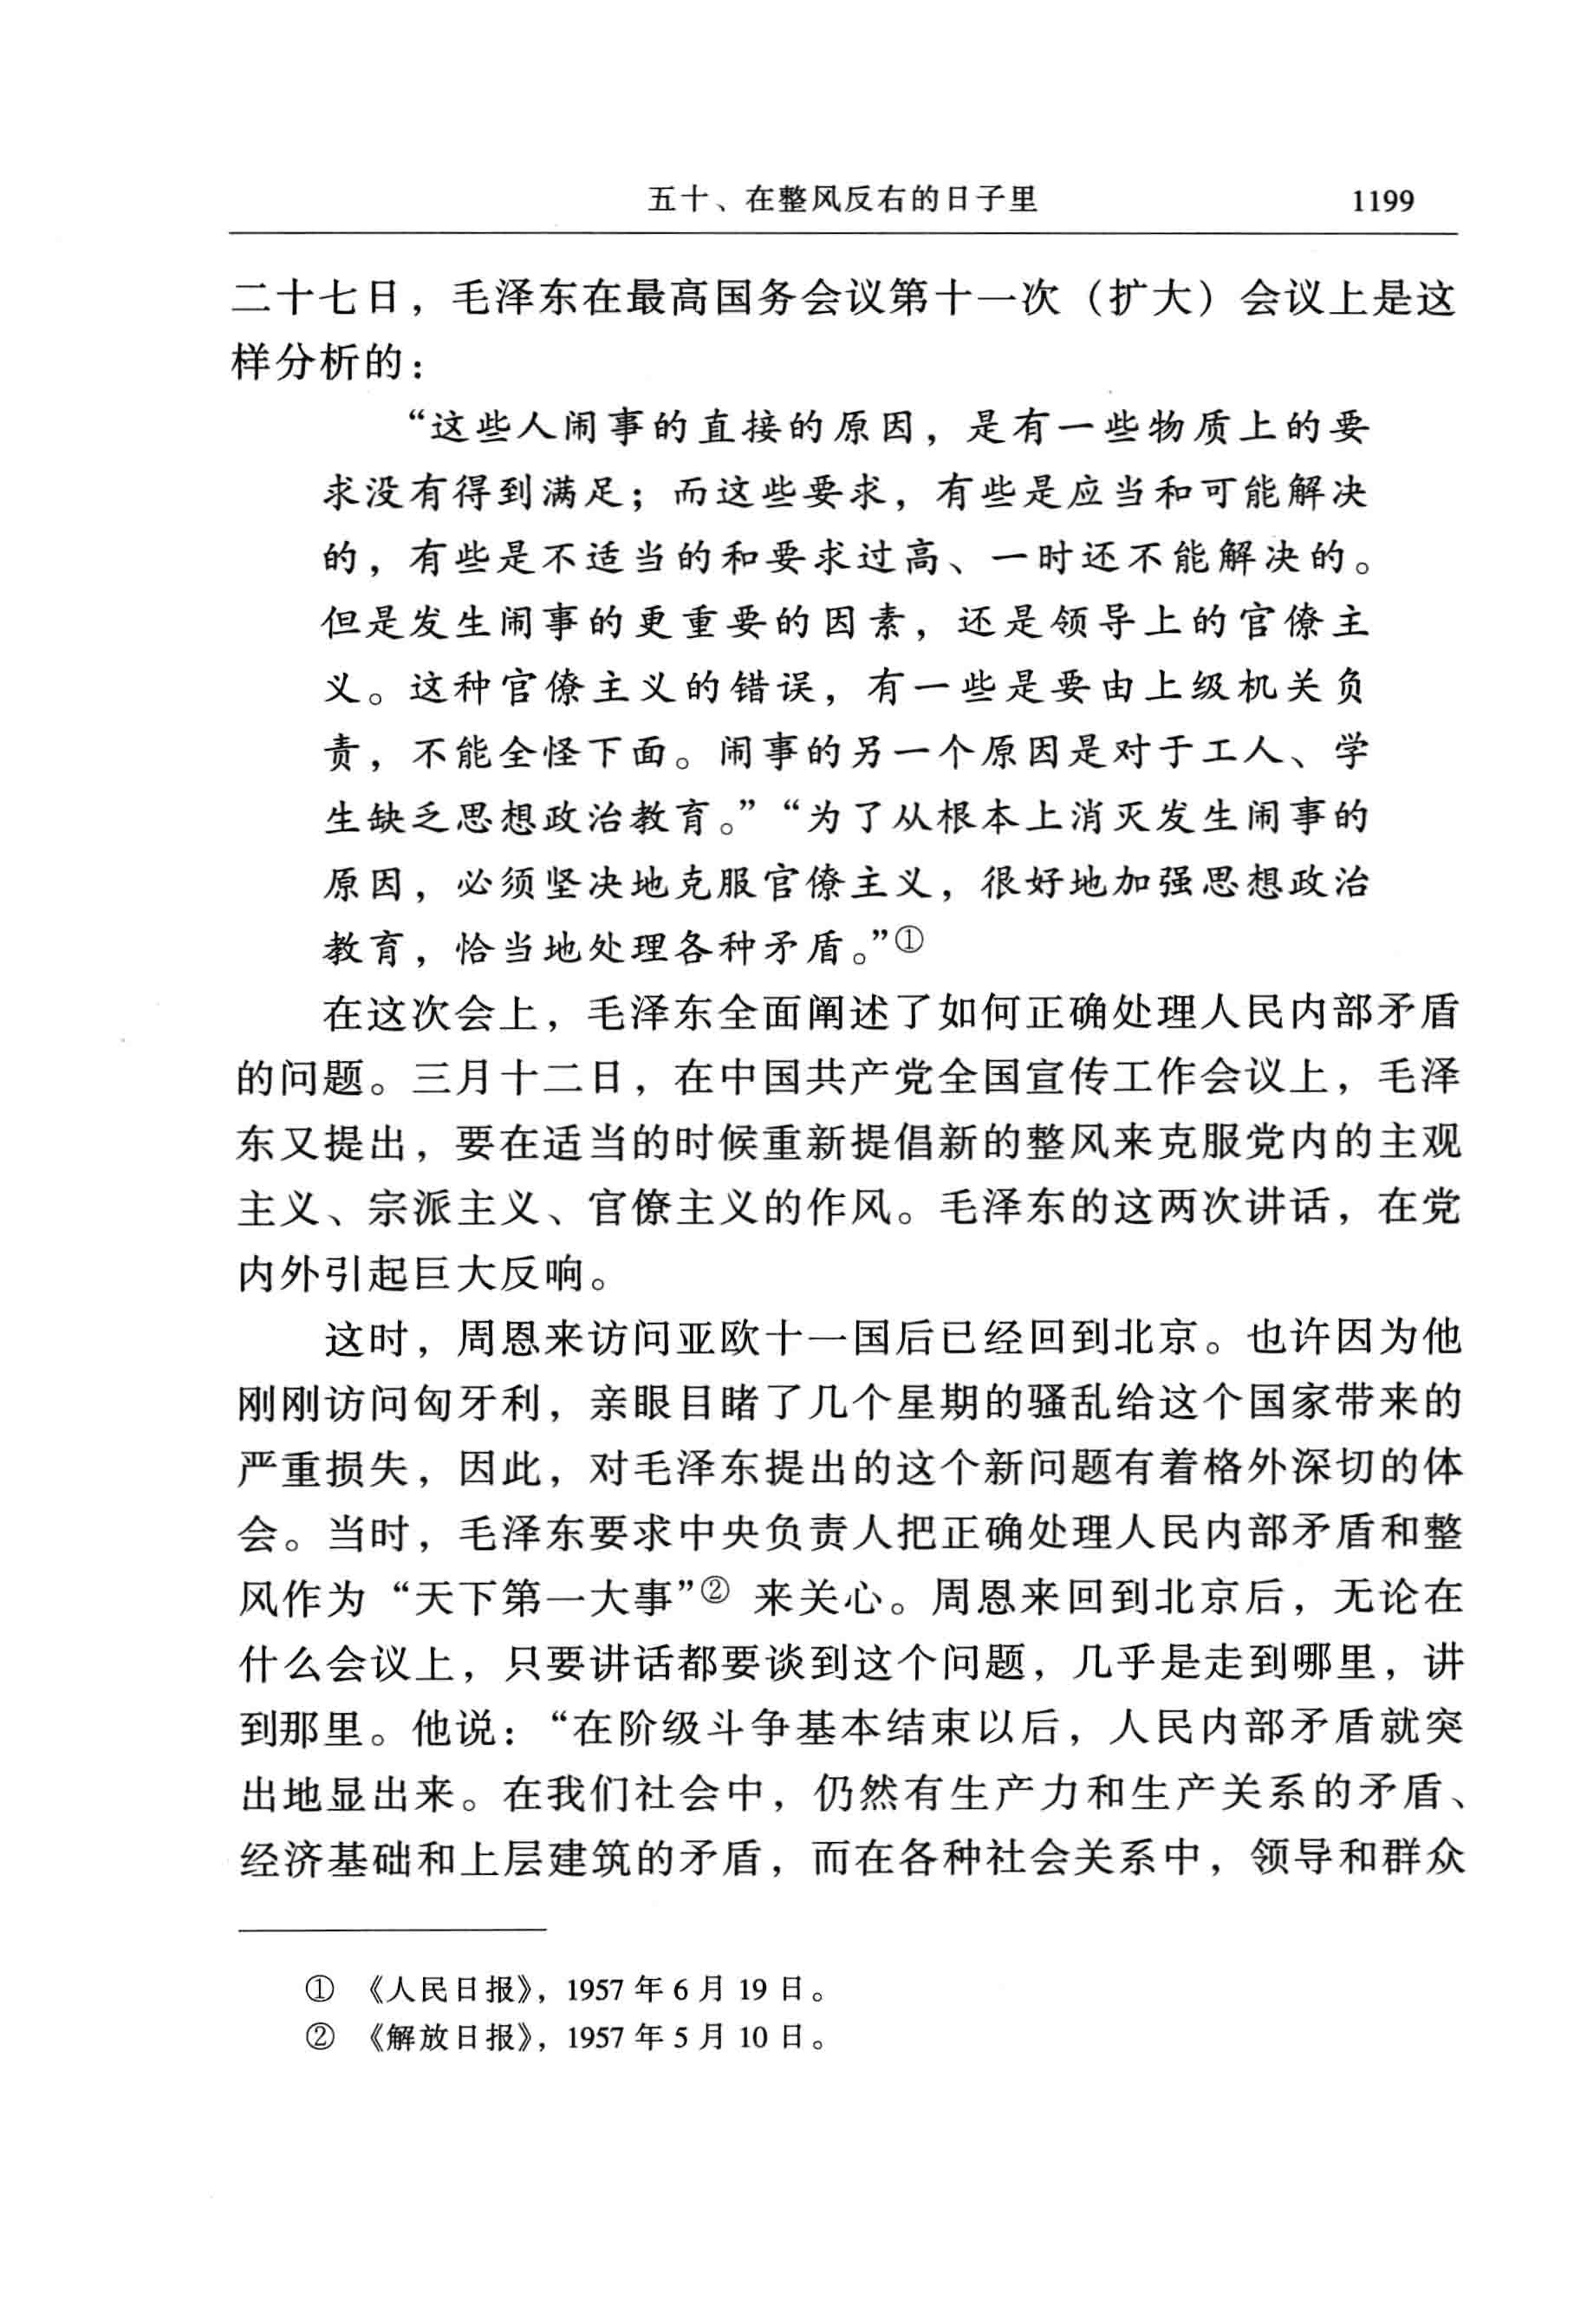 五十、在整风反右的日子里 1199
二十七日，毛泽东在最高国务会议第十一次（扩大）会议上是这
样分析的：
“这些人闹事的直接的原因，是有一些物质上的要
求没有得到满足；而这些要求，有些是应当和可能解决
的，有些是不适当的和要求过高、一时还不能解决的。
但是发生闹事的更重要的因素，还是领导上的官僚主
义。这种官僚主义的错误，有一些是要由上级机关负
责，不能全怪下面。闹事的另一个原因是对于工人、学
生缺乏思想政治教育。”“为了从根本上消灭发生闹事的
原因，必须坚决地克服官僚主义，很好地加强思想政治
教育，恰当地处理各种矛盾。”①
在这次会上，毛泽东全面阐述了如何正确处理人民内部矛盾
的问题。三月十二日，在中国共产党全国宣传工作会议上，毛泽
东又提出，要在适当的时候重新提倡新的整风来克服党内的主观
主义、宗派主义、官僚主义的作风。毛泽东的这两次讲话，在党
内外引起巨大反响。
这时，周恩来访问亚欧十一国后已经回到北京。也许因为他
刚刚访问匈牙利，亲眼目睹了几个星期的骚乱给这个国家带来的
严重损失，因此，对毛泽东提出的这个新问题有着格外深切的体
会。当时，毛泽东要求中央负责人把正确处理人民内部矛盾和整
风作为“天下第一大事”②来关心。周恩来回到北京后，无论在
什么会议上，只要讲话都要谈到这个问题，几乎是走到哪里，讲
到那里。他说：“在阶级斗争基本结束以后，人民内部矛盾就突
出地显出来。在我们社会中，仍然有生产力和生产关系的矛盾、
经济基础和上层建筑的矛盾，而在各种社会关系中，领导和群众
① 《人民日报》，1957 年 6 月 19 日。
② 《解放日报》，1957 年 5 月 10 日。